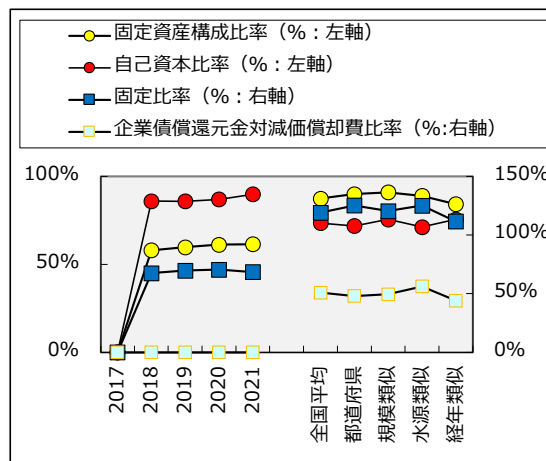 固定資産構成比率（%：左軸）
自己資本比率（%：左軸）
固定比率（%：右軸）
企業債償還元金対減価償却費比率（%:右軸）
100%
50%
0%
150%
100%
50%
0%
2017
2018
2019
2020
2021
全国平均
都道府県
規模類似
水源類似
経年類似